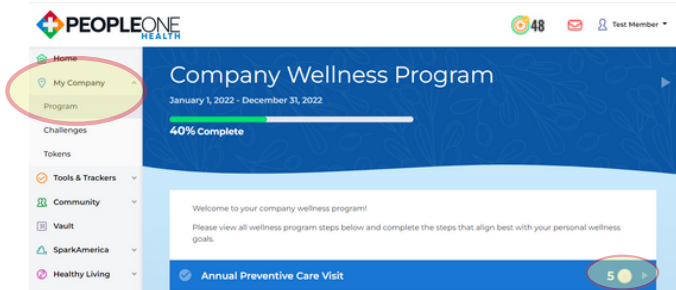 PEOPLEONE
HEALTH
48
Test Member
Home
My Company
Program
Challenges
Tokens
Tools & Trackers
Community
Vault
SparkAmerica
Healthy Living
Company Wellness Program
January 1, 2022 - December 31, 2022
40% Complete
Welcome to your company wellness program!
Please view all wellness program steps below and complete the steps that align best with your personal wellness
goals.
Annual Preventive Care Visit
5